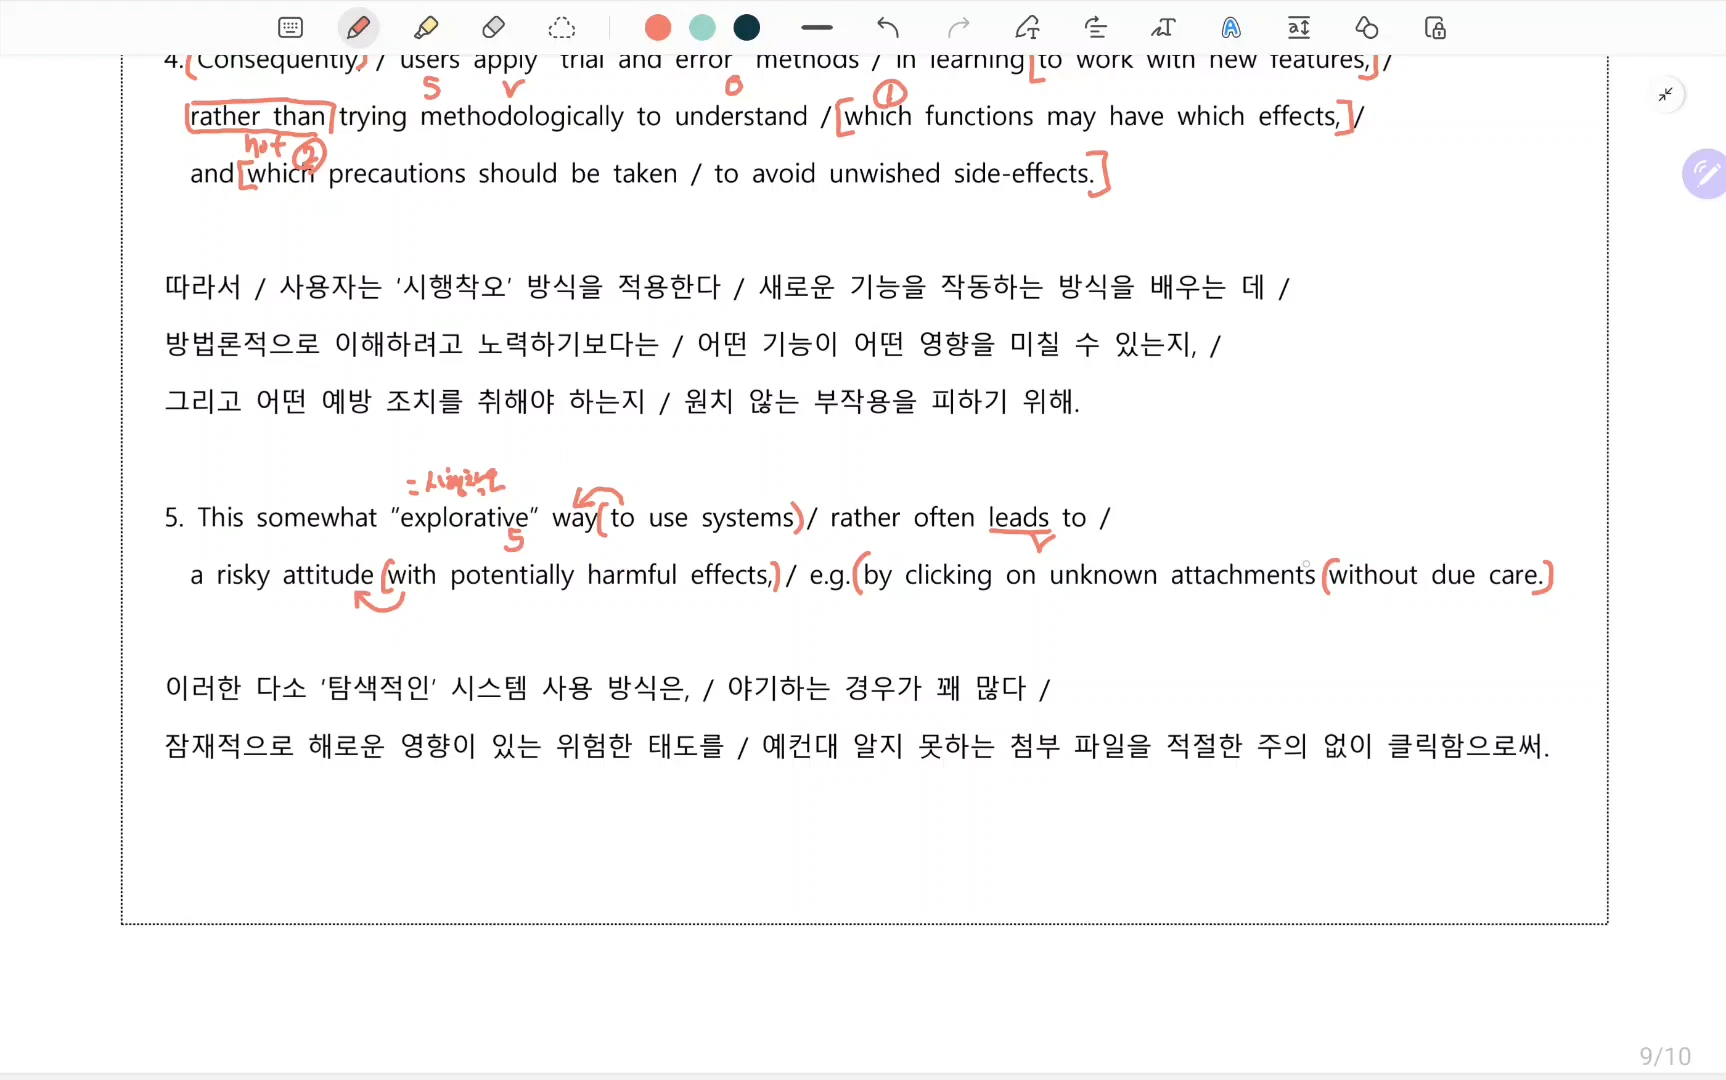 4. (Consequently,) / users apply "trial and error" methods / in learning [to work with new features,] /
S V O ①
rather than trying methodologically to understand / [which functions may have which effects,] /
not ②
and [which precautions should be taken / to avoid unwished side-effects.]
따라서 / 사용자는 '시행착오' 방식을 적용한다 / 새로운 기능을 작동하는 방식을 배우는 데 /
방법론적으로 이해하려고 노력하기보다는 / 어떤 기능이 어떤 영향을 미칠 수 있는지, /
그리고 어떤 예방 조치를 취해야 하는지 / 원치 않는 부작용을 피하기 위해.
= 시행착오
5. This somewhat "explorative" way (to use systems) / rather often leads to /
S V
a risky attitude (with potentially harmful effects,) / e.g. (by clicking on unknown attachments (without due care.)
이러한 다소 '탐색적인' 시스템 사용 방식은, / 야기하는 경우가 꽤 많다 /
잠재적으로 해로운 영향이 있는 위험한 태도를 / 예컨대 알지 못하는 첨부 파일을 적절한 주의 없이 클릭함으로써.
9/10